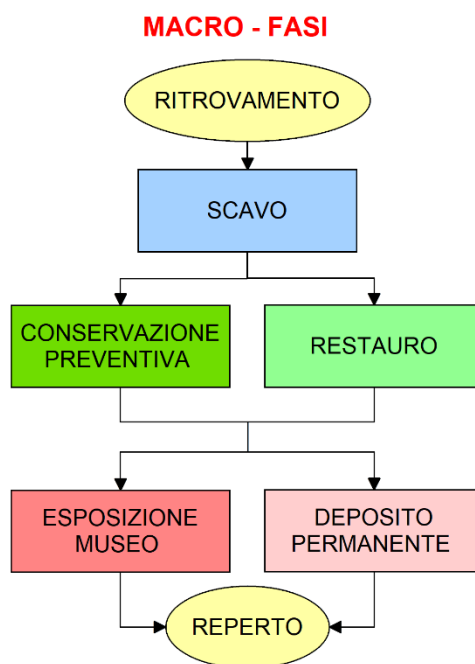 MACRO - FASI
RITROVAMENTO
SCAVO
CONSERVAZIONE
PREVENTIVA
RESTAURO
ESPOSIZIONE
MUSEO
DEPOSITO
PERMANENTE
REPERTO